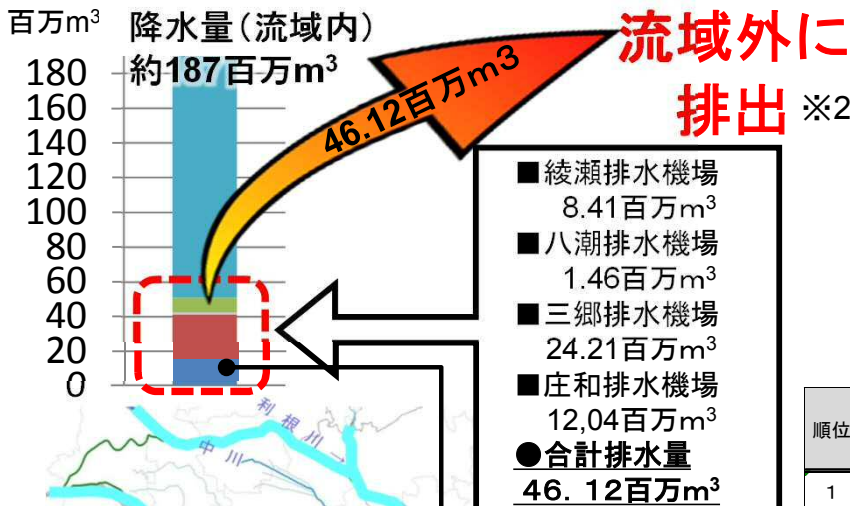 百万m³
降水量(流域内)
約187百万m³
180
160
140
120
100
80
60
40
20
0
46.12百万m3
流域外に
排出 ※2
■綾瀬排水機場
8.41百万m³
■八潮排水機場
1.46百万m³
■三郷排水機場
24.21百万m³
■庄和排水機場
12,04百万m³
●合計排水量
46. 12百万m³
利根川
中川
順位
1